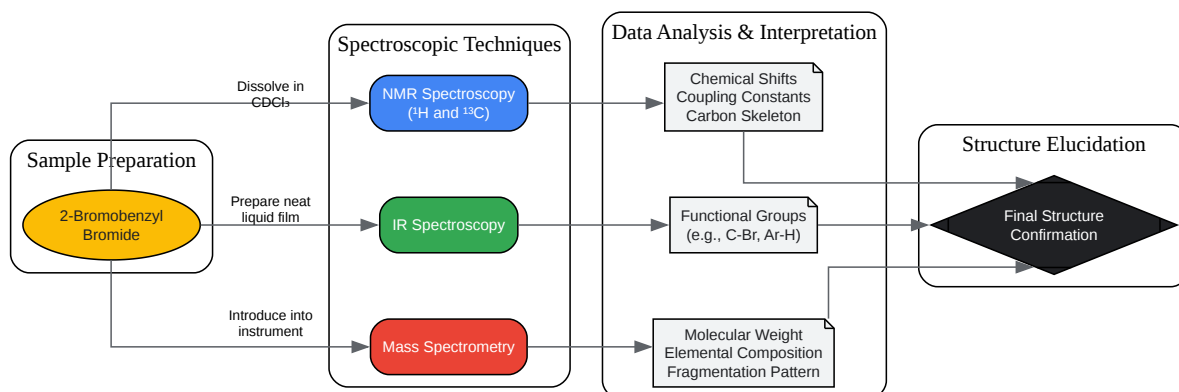 Spectroscopic Techniques
Data Analysis & Interpretation
Dissolve in
CDCl₃
NMR Spectroscopy
(¹H and ¹³C)
Chemical Shifts
Coupling Constants
Carbon Skeleton
Sample Preparation
Structure Elucidation
2-Bromobenzyl
Bromide
Prepare neat
liquid film
IR Spectroscopy
Functional Groups
(e.g., C-Br, Ar-H)
Final Structure
Confirmation
Introduce into
instrument
Mass Spectrometry
Molecular Weight
Elemental Composition
Fragmentation Pattern